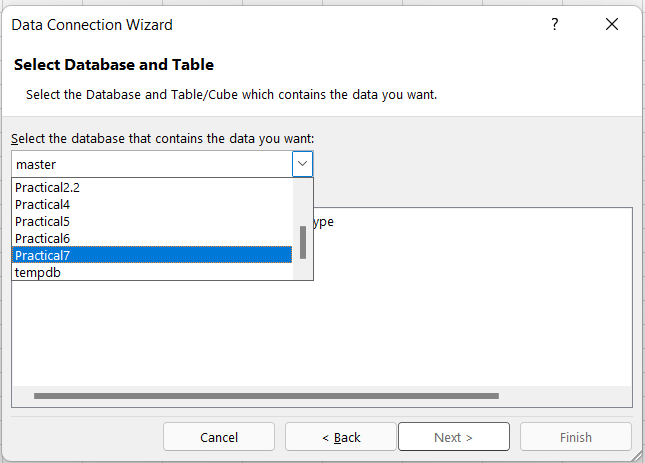 Data Connection Wizard ? ×
Select Database and Table
Select the Database and Table/Cube which contains the data you want.
Select the database that contains the data you want:
master
Practical2.2
Practical4
Practical5
ype
Practical6
Practical7
tempdb
Cancel
< Back
Next >
Finish